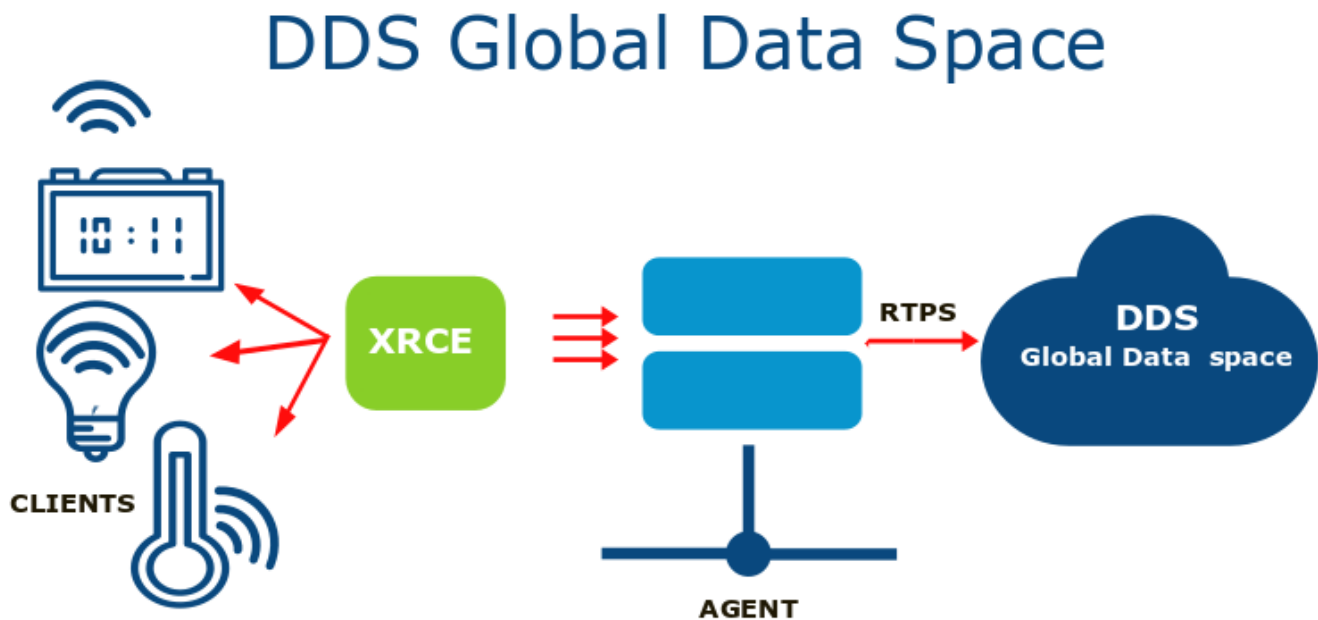 DDS Global Data Space
10:11
XRCE
RTPS
DDS
Global Data space
CLIENTS
AGENT